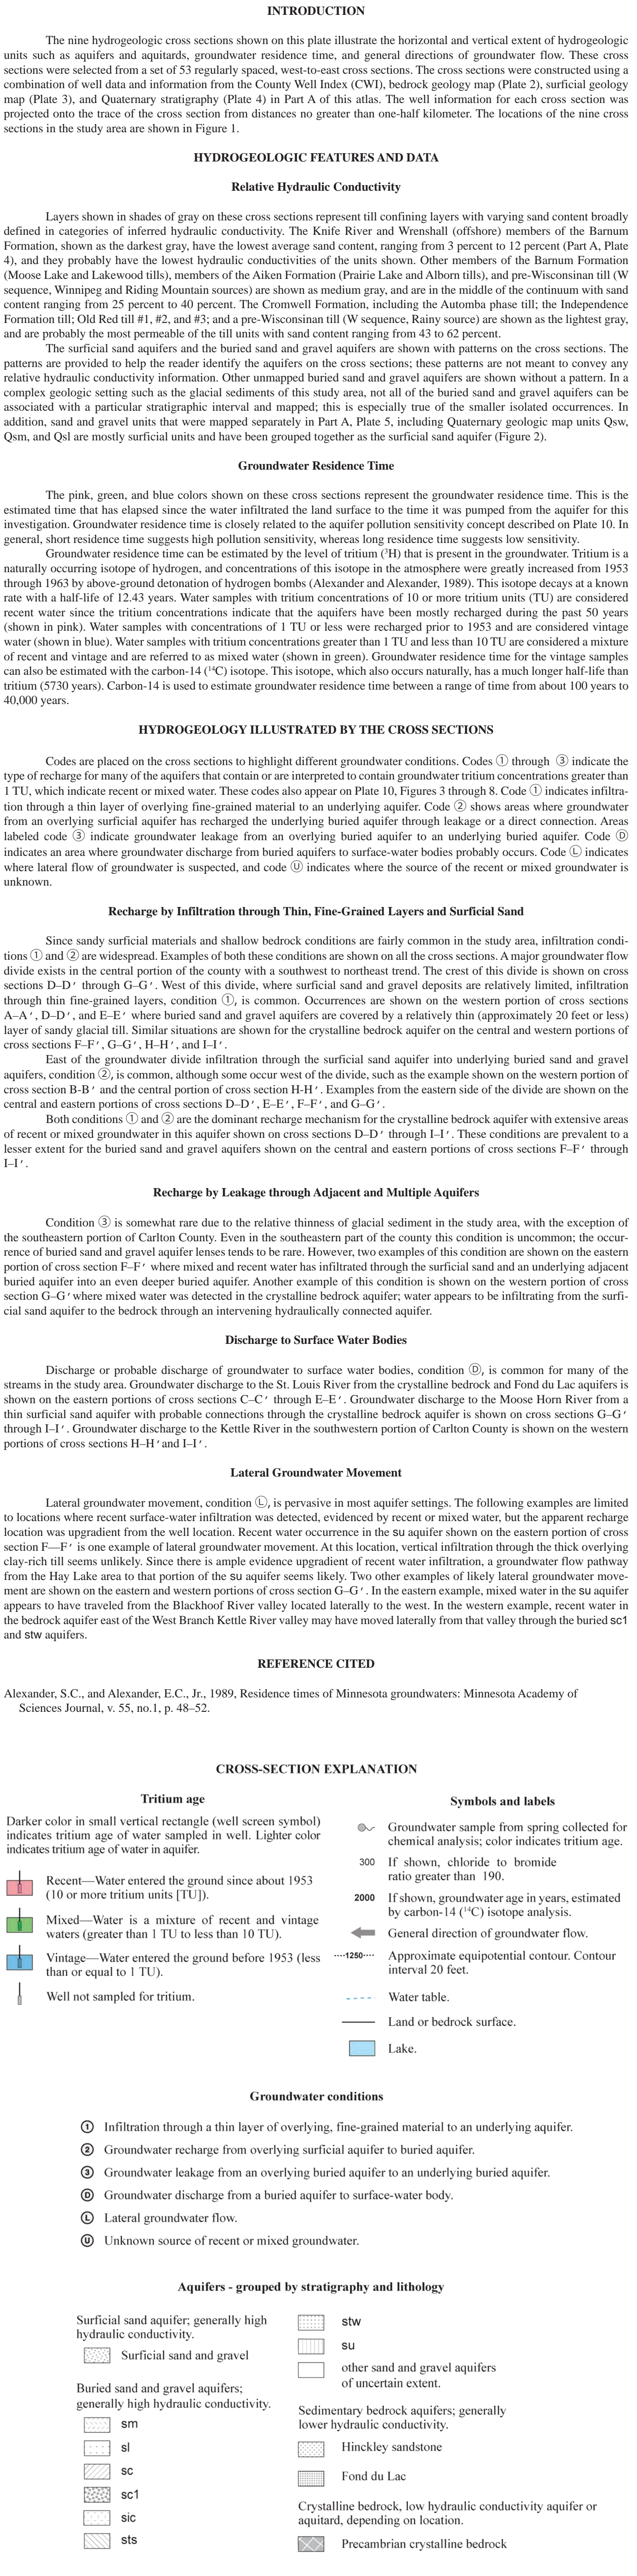 INTRODUCTION
The nine hydrogeologic cross sections shown on this plate illustrate the horizontal and vertical extent of hydrogeologic
units such as aquifers and aquitards, groundwater residence time, and general directions of groundwater flow. These cross
sections were selected from a set of 53 regularly spaced, west-to-east cross sections. The cross sections were constructed using a
combination of well data and information from the County Well Index (CWI), bedrock geology map (Plate 2), surficial geology
map (Plate 3), and Quaternary stratigraphy (Plate 4) in Part A of this atlas. The well information for each cross section was
projected onto the trace of the cross section from distances no greater than one-half kilometer. The locations of the nine cross
sections in the study area are shown in Figure 1.
HYDROGEOLOGIC FEATURES AND DATA
Relative Hydraulic Conductivity
Layers shown in shades of gray on these cross sections represent till confining layers with varying sand content broadly
defined in categories of inferred hydraulic conductivity. The Knife River and Wrenshall (offshore) members of the Barnum
Formation, shown as the darkest gray, have the lowest average sand content, ranging from 3 percent to 12 percent (Part A, Plate
4), and they probably have the lowest hydraulic conductivities of the units shown. Other members of the Barnum Formation
(Moose Lake and Lakewood tills), members of the Aiken Formation (Prairie Lake and Alborn tills), and pre-Wisconsinan till (W
sequence, Winnipeg and Riding Mountain sources) are shown as medium gray, and are in the middle of the continuum with sand
content ranging from 25 percent to 40 percent. The Cromwell Formation, including the Automba phase till; the Independence
Formation till; Old Red till #1, #2, and #3; and a pre-Wisconsinan till (W sequence, Rainy source) are shown as the lightest gray,
and are probably the most permeable of the till units with sand content ranging from 43 to 62 percent.
The surficial sand aquifers and the buried sand and gravel aquifers are shown with patterns on the cross sections. The
patterns are provided to help the reader identify the aquifers on the cross sections; these patterns are not meant to convey any
relative hydraulic conductivity information. Other unmapped buried sand and gravel aquifers are shown without a pattern. In a
complex geologic setting such as the glacial sediments of this study area, not all of the buried sand and gravel aquifers can be
associated with a particular stratigraphic interval and mapped; this is especially true of the smaller isolated occurrences. In
addition, sand and gravel units that were mapped separately in Part A, Plate 5, including Quaternary geologic map units Qsw,
Qsm, and Qsl are mostly surficial units and have been grouped together as the surficial sand aquifer (Figure 2).
Groundwater Residence Time
The pink, green, and blue colors shown on these cross sections represent the groundwater residence time. This is the
estimated time that has elapsed since the water infiltrated the land surface to the time it was pumped from the aquifer for this
investigation. Groundwater residence time is closely related to the aquifer pollution sensitivity concept described on Plate 10. In
general, short residence time suggests high pollution sensitivity, whereas long residence time suggests low sensitivity.
Groundwater residence time can be estimated by the level of tritium (³H) that is present in the groundwater. Tritium is a
naturally occurring isotope of hydrogen, and concentrations of this isotope in the atmosphere were greatly increased from 1953
through 1963 by above-ground detonation of hydrogen bombs (Alexander and Alexander, 1989). This isotope decays at a known
rate with a half-life of 12.43 years. Water samples with tritium concentrations of 10 or more tritium units (TU) are considered
recent water since the tritium concentrations indicate that the aquifers have been mostly recharged during the past 50 years
(shown in pink). Water samples with concentrations of 1 TU or less were recharged prior to 1953 and are considered vintage
water (shown in blue). Water samples with tritium concentrations greater than 1 TU and less than 10 TU are considered a mixture
of recent and vintage and are referred to as mixed water (shown in green). Groundwater residence time for the vintage samples
can also be estimated with the carbon-14 (¹⁴C) isotope. This isotope, which also occurs naturally, has a much longer half-life than
tritium (5730 years). Carbon-14 is used to estimate groundwater residence time between a range of time from about 100 years to
40,000 years.
HYDROGEOLOGY ILLUSTRATED BY THE CROSS SECTIONS
Codes are placed on the cross sections to highlight different groundwater conditions. Codes ① through ③ indicate the
type of recharge for many of the aquifers that contain or are interpreted to contain groundwater tritium concentrations greater than
1 TU, which indicate recent or mixed water. These codes also appear on Plate 10, Figures 3 through 8. Code ① indicates infiltra-
tion through a thin layer of overlying fine-grained material to an underlying aquifer. Code ② shows areas where groundwater
from an overlying surficial aquifer has recharged the underlying buried aquifer through leakage or a direct connection. Areas
labeled code ③ indicate groundwater leakage from an overlying buried aquifer to an underlying buried aquifer. Code Ⓓ
indicates an area where groundwater discharge from buried aquifers to surface-water bodies probably occurs. Code Ⓛ indicates
where lateral flow of groundwater is suspected, and code Ⓤ indicates where the source of the recent or mixed groundwater is
unknown.
Recharge by Infiltration through Thin, Fine-Grained Layers and Surficial Sand
Since sandy surficial materials and shallow bedrock conditions are fairly common in the study area, infiltration condi-
tions ① and ② are widespread. Examples of both these conditions are shown on all the cross sections. A major groundwater flow
divide exists in the central portion of the county with a southwest to northeast trend. The crest of this divide is shown on cross
sections D–D′ through G–G′. West of this divide, where surficial sand and gravel deposits are relatively limited, infiltration
through thin fine-grained layers, condition ①, is common. Occurrences are shown on the western portion of cross sections
A–A′, D–D′, and E–E′ where buried sand and gravel aquifers are covered by a relatively thin (approximately 20 feet or less)
layer of sandy glacial till. Similar situations are shown for the crystalline bedrock aquifer on the central and western portions of
cross sections F–F′, G–G′, H–H′, and I–I′.
East of the groundwater divide infiltration through the surficial sand aquifer into underlying buried sand and gravel
aquifers, condition ②, is common, although some occur west of the divide, such as the example shown on the western portion of
cross section B-B′ and the central portion of cross section H-H′. Examples from the eastern side of the divide are shown on the
central and eastern portions of cross sections D–D′, E–E′, F–F′, and G–G′.
Both conditions ① and ② are the dominant recharge mechanism for the crystalline bedrock aquifer with extensive areas
of recent or mixed groundwater in this aquifer shown on cross sections D–D′ through I–I′. These conditions are prevalent to a
lesser extent for the buried sand and gravel aquifers shown on the central and eastern portions of cross sections F–F′ through
I–I′.
Recharge by Leakage through Adjacent and Multiple Aquifers
Condition ③ is somewhat rare due to the relative thinness of glacial sediment in the study area, with the exception of
the southeastern portion of Carlton County. Even in the southeastern part of the county this condition is uncommon; the occur-
rence of buried sand and gravel aquifer lenses tends to be rare. However, two examples of this condition are shown on the eastern
portion of cross section F–F′ where mixed and recent water has infiltrated through the surficial sand and an underlying adjacent
buried aquifer into an even deeper buried aquifer. Another example of this condition is shown on the western portion of cross
section G–G′ where mixed water was detected in the crystalline bedrock aquifer; water appears to be infiltrating from the surfi-
cial sand aquifer to the bedrock through an intervening hydraulically connected aquifer.
Discharge to Surface Water Bodies
Discharge or probable discharge of groundwater to surface water bodies, condition Ⓓ, is common for many of the
streams in the study area. Groundwater discharge to the St. Louis River from the crystalline bedrock and Fond du Lac aquifers is
shown on the eastern portions of cross sections C–C′ through E–E′. Groundwater discharge to the Moose Horn River from a
thin surficial sand aquifer with probable connections through the crystalline bedrock aquifer is shown on cross sections G–G′
through I–I′. Groundwater discharge to the Kettle River in the southwestern portion of Carlton County is shown on the western
portions of cross sections H–H′ and I–I′.
Lateral Groundwater Movement
Lateral groundwater movement, condition Ⓛ, is pervasive in most aquifer settings. The following examples are limited
to locations where recent surface-water infiltration was detected, evidenced by recent or mixed water, but the apparent recharge
location was upgradient from the well location. Recent water occurrence in the su aquifer shown on the eastern portion of cross
section F—F′ is one example of lateral groundwater movement. At this location, vertical infiltration through the thick overlying
clay-rich till seems unlikely. Since there is ample evidence upgradient of recent water infiltration, a groundwater flow pathway
from the Hay Lake area to that portion of the su aquifer seems likely. Two other examples of likely lateral groundwater move-
ment are shown on the eastern and western portions of cross section G–G′. In the eastern example, mixed water in the su aquifer
appears to have traveled from the Blackhoof River valley located laterally to the west. In the western example, recent water in
the bedrock aquifer east of the West Branch Kettle River valley may have moved laterally from that valley through the buried sc1
and stw aquifers.
REFERENCE CITED
Alexander, S.C., and Alexander, E.C., Jr., 1989, Residence times of Minnesota groundwaters: Minnesota Academy of
Sciences Journal, v. 55, no.1, p. 48–52.
CROSS-SECTION EXPLANATION
Tritium age
Darker color in small vertical rectangle (well screen symbol)
indicates tritium age of water sampled in well. Lighter color
indicates tritium age of water in aquifer.
Recent—Water entered the ground since about 1953
(10 or more tritium units [TU]).
Mixed—Water is a mixture of recent and vintage
waters (greater than 1 TU to less than 10 TU).
Vintage—Water entered the ground before 1953 (less
than or equal to 1 TU).
Well not sampled for tritium.
Symbols and labels
Groundwater sample from spring collected for
chemical analysis; color indicates tritium age.
300 If shown, chloride to bromide
ratio greater than 190.
2000 If shown, groundwater age in years, estimated
by carbon-14 (¹⁴C) isotope analysis.
General direction of groundwater flow.
1250 Approximate equipotential contour. Contour
interval 20 feet.
Water table.
Land or bedrock surface.
Lake.
Groundwater conditions
① Infiltration through a thin layer of overlying, fine-grained material to an underlying aquifer.
② Groundwater recharge from overlying surficial aquifer to buried aquifer.
③ Groundwater leakage from an overlying buried aquifer to an underlying buried aquifer.
Ⓓ Groundwater discharge from a buried aquifer to surface-water body.
Ⓛ Lateral groundwater flow.
Ⓤ Unknown source of recent or mixed groundwater.
Aquifers - grouped by stratigraphy and lithology
Surficial sand aquifer; generally high
hydraulic conductivity.
Surficial sand and gravel
Buried sand and gravel aquifers;
generally high hydraulic conductivity.
sm
sl
sc
sc1
sic
sts
stw
su
other sand and gravel aquifers
of uncertain extent.
Sedimentary bedrock aquifers; generally
lower hydraulic conductivity.
Hinckley sandstone
Fond du Lac
Crystalline bedrock, low hydraulic conductivity aquifer or
aquitard, depending on location.
Precambrian crystalline bedrock